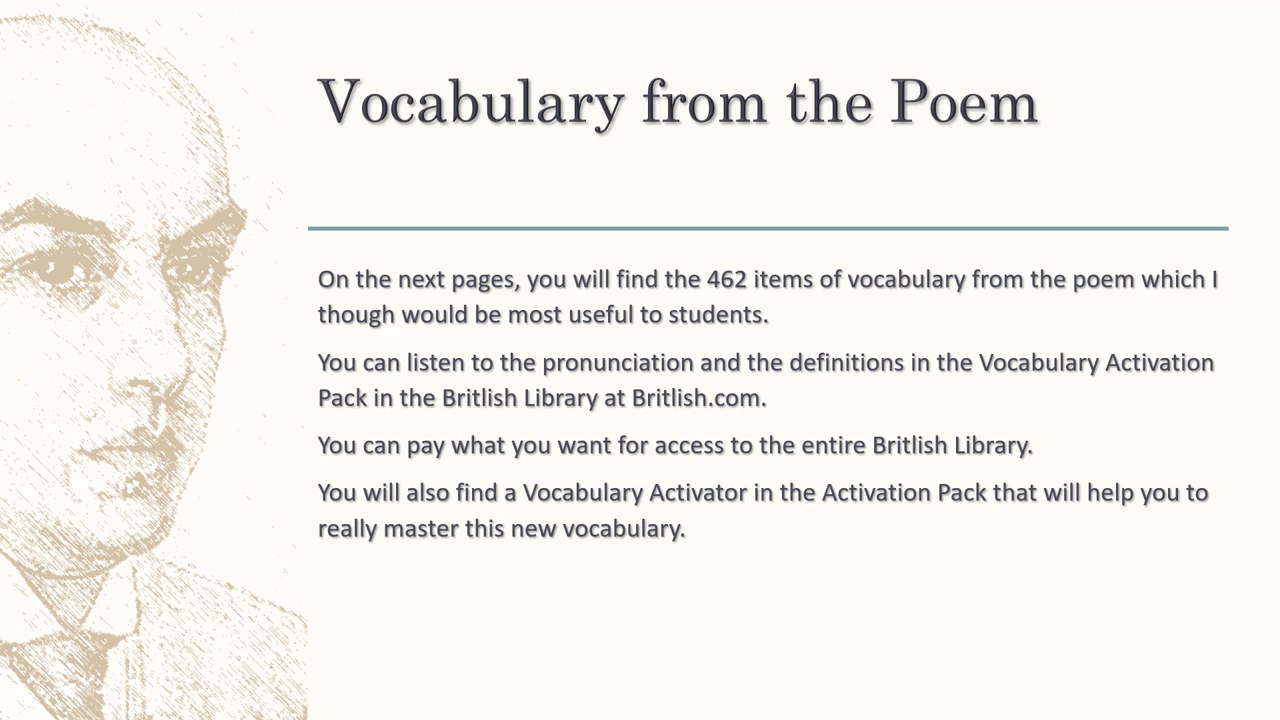 Vocabulary from the Poem
On the next pages, you will find the 462 items of vocabulary from the poem which I
though would be most useful to students.
You can listen to the pronunciation and the definitions in the Vocabulary Activation
Pack in the Britlish Library at Britlish.com.
You can pay what you want for access to the entire Britlish Library.
You will also find a Vocabulary Activator in the Activation Pack that will help you to
really master this new vocabulary.